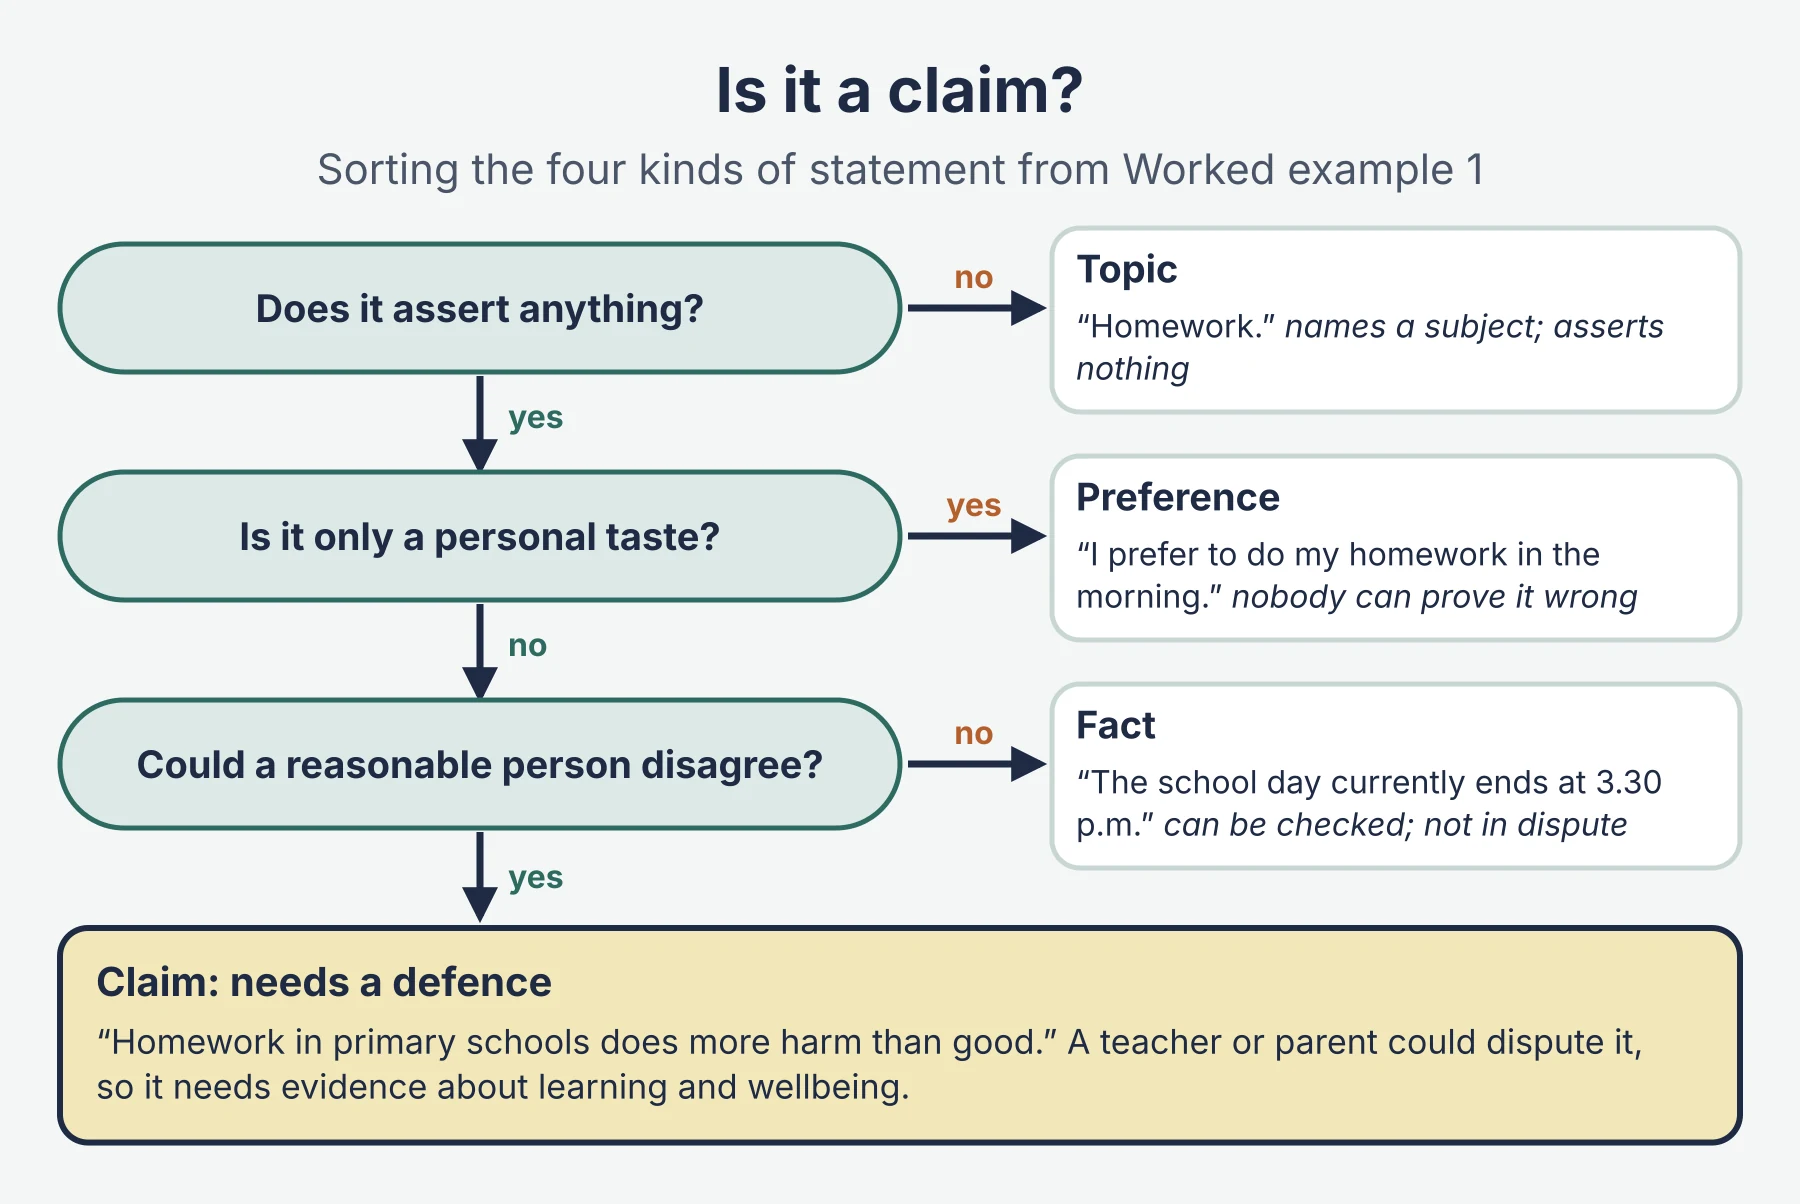 Is it a claim?
Sorting the four kinds of statement from Worked example 1
Does it assert anything?
no
Topic
“Homework.” names a subject; asserts
nothing
yes
Is it only a personal taste?
yes
Preference
“I prefer to do my homework in the
morning.” nobody can prove it wrong
no
Could a reasonable person disagree?
no
Fact
“The school day currently ends at 3.30
p.m.” can be checked; not in dispute
yes
Claim: needs a defence
“Homework in primary schools does more harm than good.” A teacher or parent could dispute it,
so it needs evidence about learning and wellbeing.